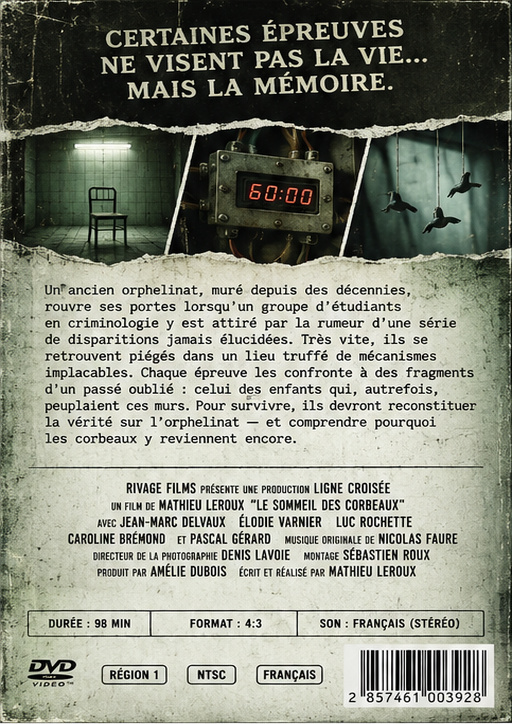 CERTAINES ÉPREUVES
NE VISENT PAS LA VIE...
MAIS LA MÉMOIRE.
60:00
Un ancien orphelinat, muré depuis des décennies,
rouvre ses portes lorsqu'un groupe d'étudiants
en criminologie y est attiré par la rumeur d'une série
de disparitions jamais élucidées. Très vite, ils se
retrouvent piégés dans un lieu truffé de mécanismes
implacables. Chaque épreuve les confronte à des fragments
d'un passé oublié : celui des enfants qui, autrefois,
peuplaient ces murs. Pour survivre, ils devront reconstituer
la vérité sur l'orphelinat — et comprendre pourquoi
les corbeaux y reviennent encore.
RIVAGE FILMS PRÉSENTE UNE PRODUCTION LIGNE CROISÉE
UN FILM DE MATHIEU LEROUX "LE SOMMEIL DES CORBEAUX"
AVEC JEAN-MARC DELVAUX ÉLODIE VARNIER LUC ROCHETTE
CAROLINE BRÉMOND ET PASCAL GÉRARD MUSIQUE ORIGINALE DE NICOLAS FAURE
DIRECTEUR DE LA PHOTOGRAPHIE DENIS LAVOIE MONTAGE SÉBASTIEN ROUX
PRODUIT PAR AMÉLIE DUBOIS ÉCRIT ET RÉALISÉ PAR MATHIEU LEROUX
DURÉE : 98 MIN FORMAT : 4:3 SON : FRANÇAIS (STÉRÉO)
DVD VIDEO™ RÉGION 1 NTSC FRANÇAIS
2 857461 003928